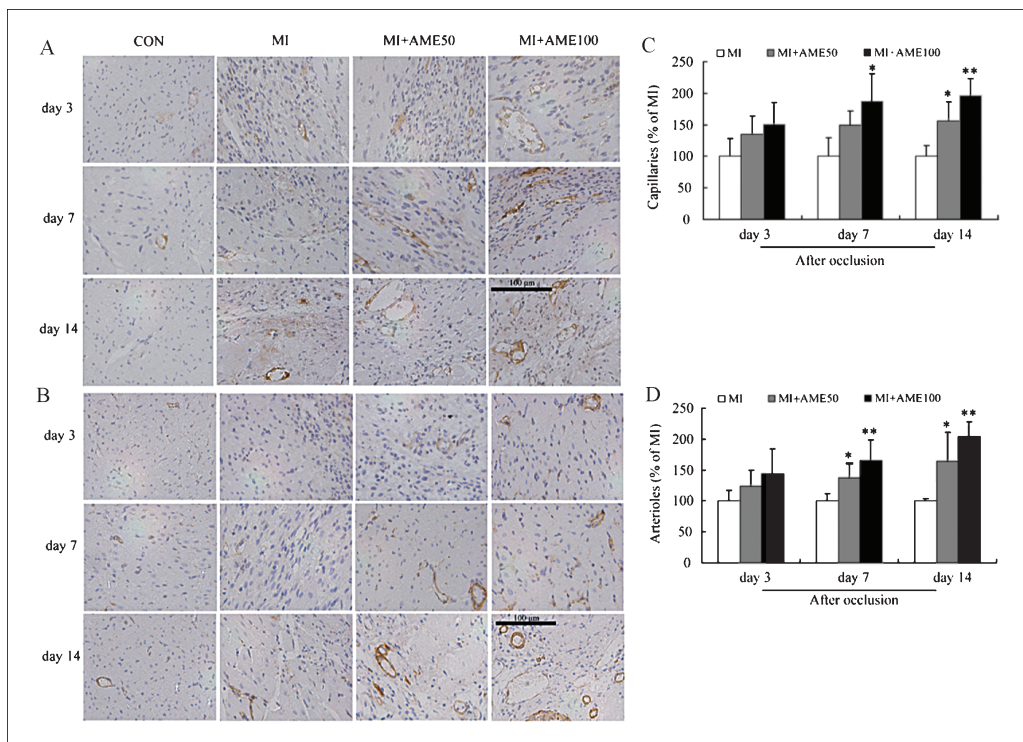 A
CON MI MI+AME50 MI+AME100
day 3
day 7
100 μm
day 14
B
day 3
day 7
100 μm
day 14
C
MI MI+AME50 MI·AME100
Capillaries (% of MI)
250
200
150
100
50
0
* * **
day 3 day 7 day 14
After occlusion
D
MI MI+AME50 MI+AME100
Arterioles (% of MI)
250
200
150
100
50
0
* ** * **
day 3 day 7 day 14
After occlusion